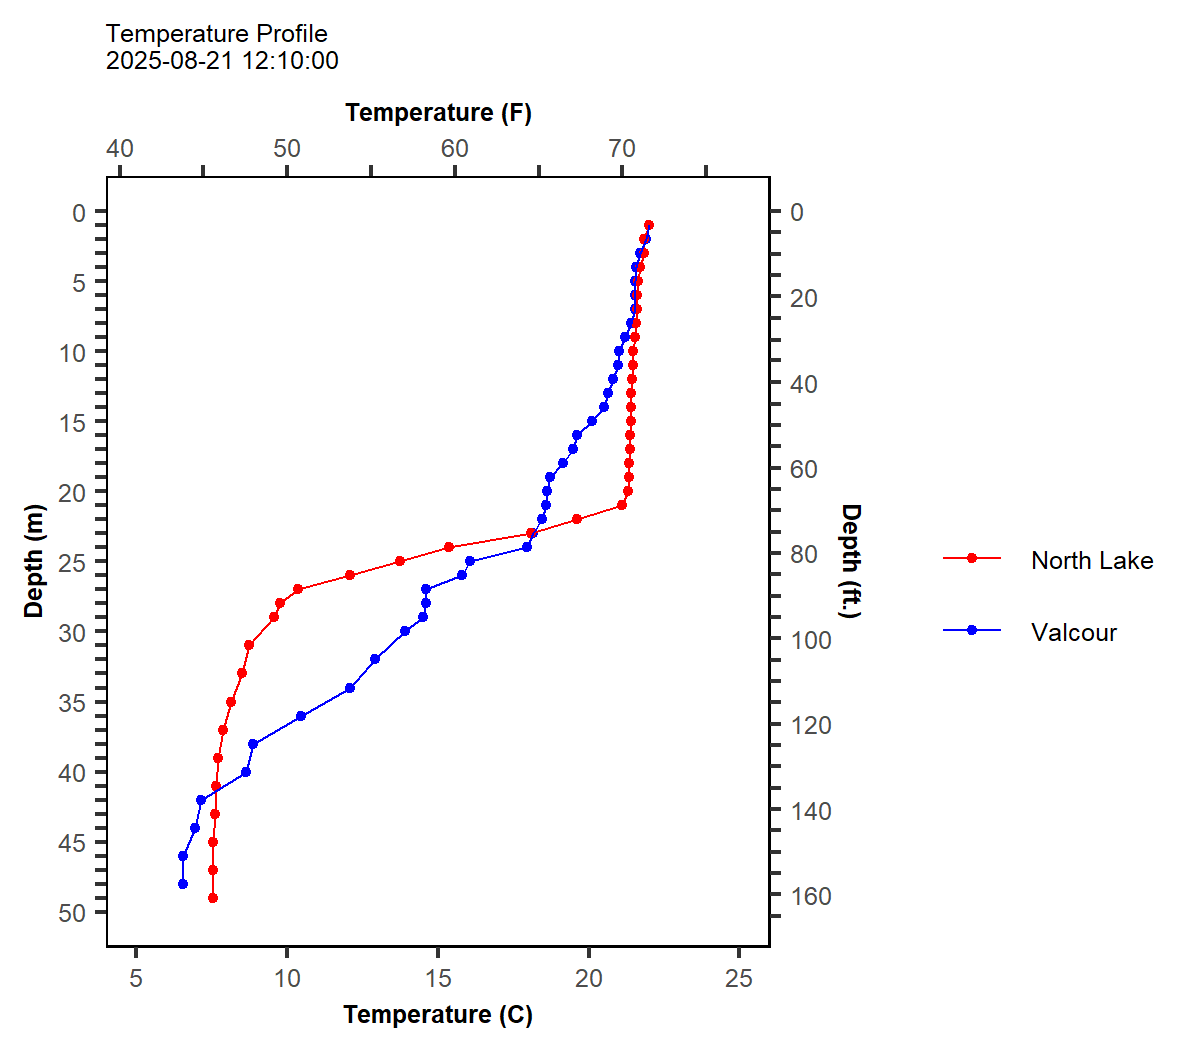 Temperature Profile
2025-08-21 12:10:00
Temperature (F)
40 50 60 70
0
5
10
15
20
25
30
35
40
45
50
Depth (m)
0
20
40
60
80
100
120
140
160
Depth (ft.)
North Lake
Valcour
5 10 15 20 25
Temperature (C)